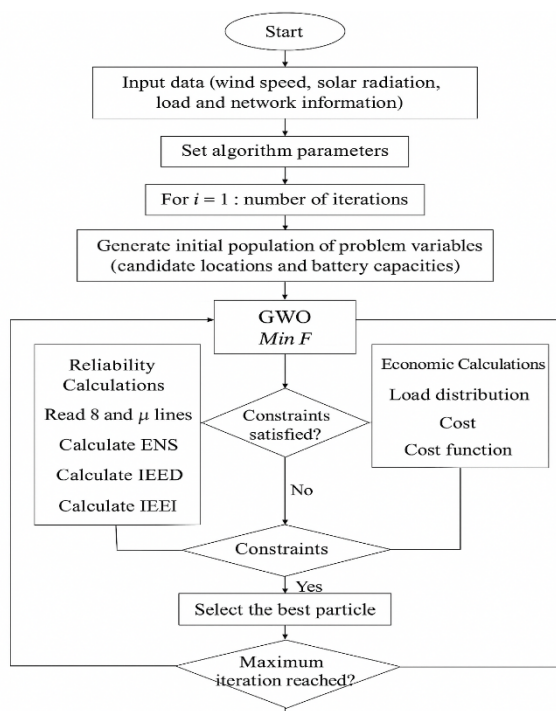 Start
Input data (wind speed, solar radiation,
load and network information)
Set algorithm parameters
For i = 1 : number of iterations
Generate initial population of problem variables
(candidate locations and battery capacities)
GWO
Min F
Reliability
Calculations
Read 8 and μ lines
Calculate ENS
Calculate IEED
Calculate IEEI
Constraints
satisfied?
Economic Calculations
Load distribution
Cost
Cost function
No
Constraints
Yes
Select the best particle
Maximum
iteration reached?